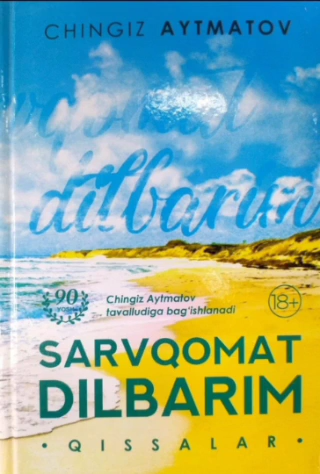 CHINGIZ AYTMATOV
dilbarim
90
Chingiz Aytmatov
tavalludiga bag'ishlanadi
18+
SARVQOMAT
DILBARIM
• QISSALAR •